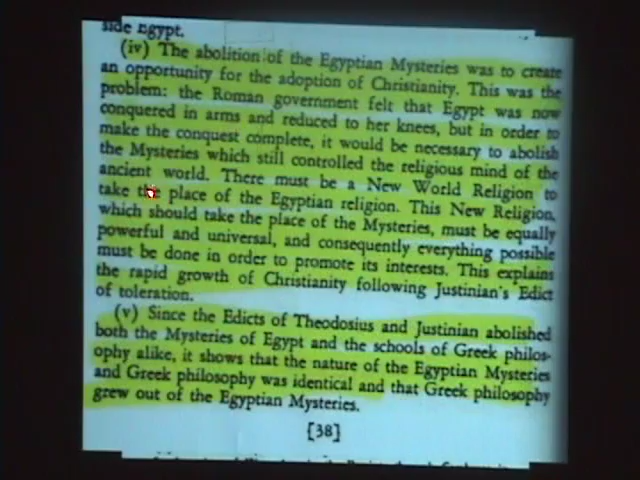 side Egypt.
(iv) The abolition of the Egyptian Mysteries was to create
an opportunity for the adoption of Christianity. This was the
problem: the Roman government felt that Egypt was now
conquered in arms and reduced to her knees, but in order to
make the conquest complete, it would be necessary to abolish
the Mysteries which still controlled the religious mind of the
ancient world. There must be a New World Religion to
take the place of the Egyptian religion. This New Religion,
which should take the place of the Mysteries, must be equally
powerful and universal, and consequently everything possible
must be done in order to promote its interests. This explains
the rapid growth of Christianity following Justinian's Edict
of toleration.
(v) Since the Edicts of Theodosius and Justinian abolished
both the Mysteries of Egypt and the schools of Greek philos-
ophy alike, it shows that the nature of the Egyptian Mysteries
and Greek philosophy was identical and that Greek philosophy
grew out of the Egyptian Mysteries.
[38]